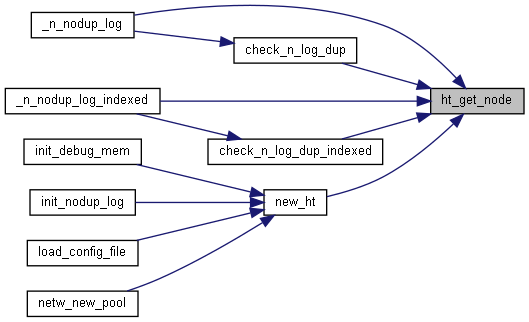 _n_nodup_log
check_n_log_dup
ht_get_node
_n_nodup_log_indexed
check_n_log_dup_indexed
init_debug_mem
init_nodup_log
new_ht
load_config_file
netw_new_pool